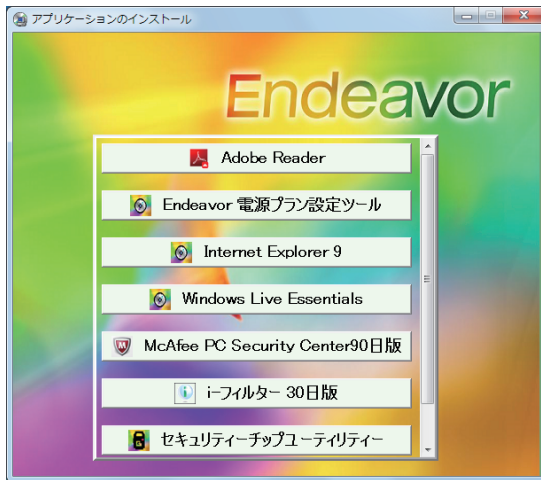 アプリケーションのインストール
Endeavor
Adobe Reader
Endeavor 電源プラン設定ツール
Internet Explorer 9
Windows Live Essentials
McAfee PC Security Center90日版
i-フィルター 30日版
セキュリティーチップユーティリティー